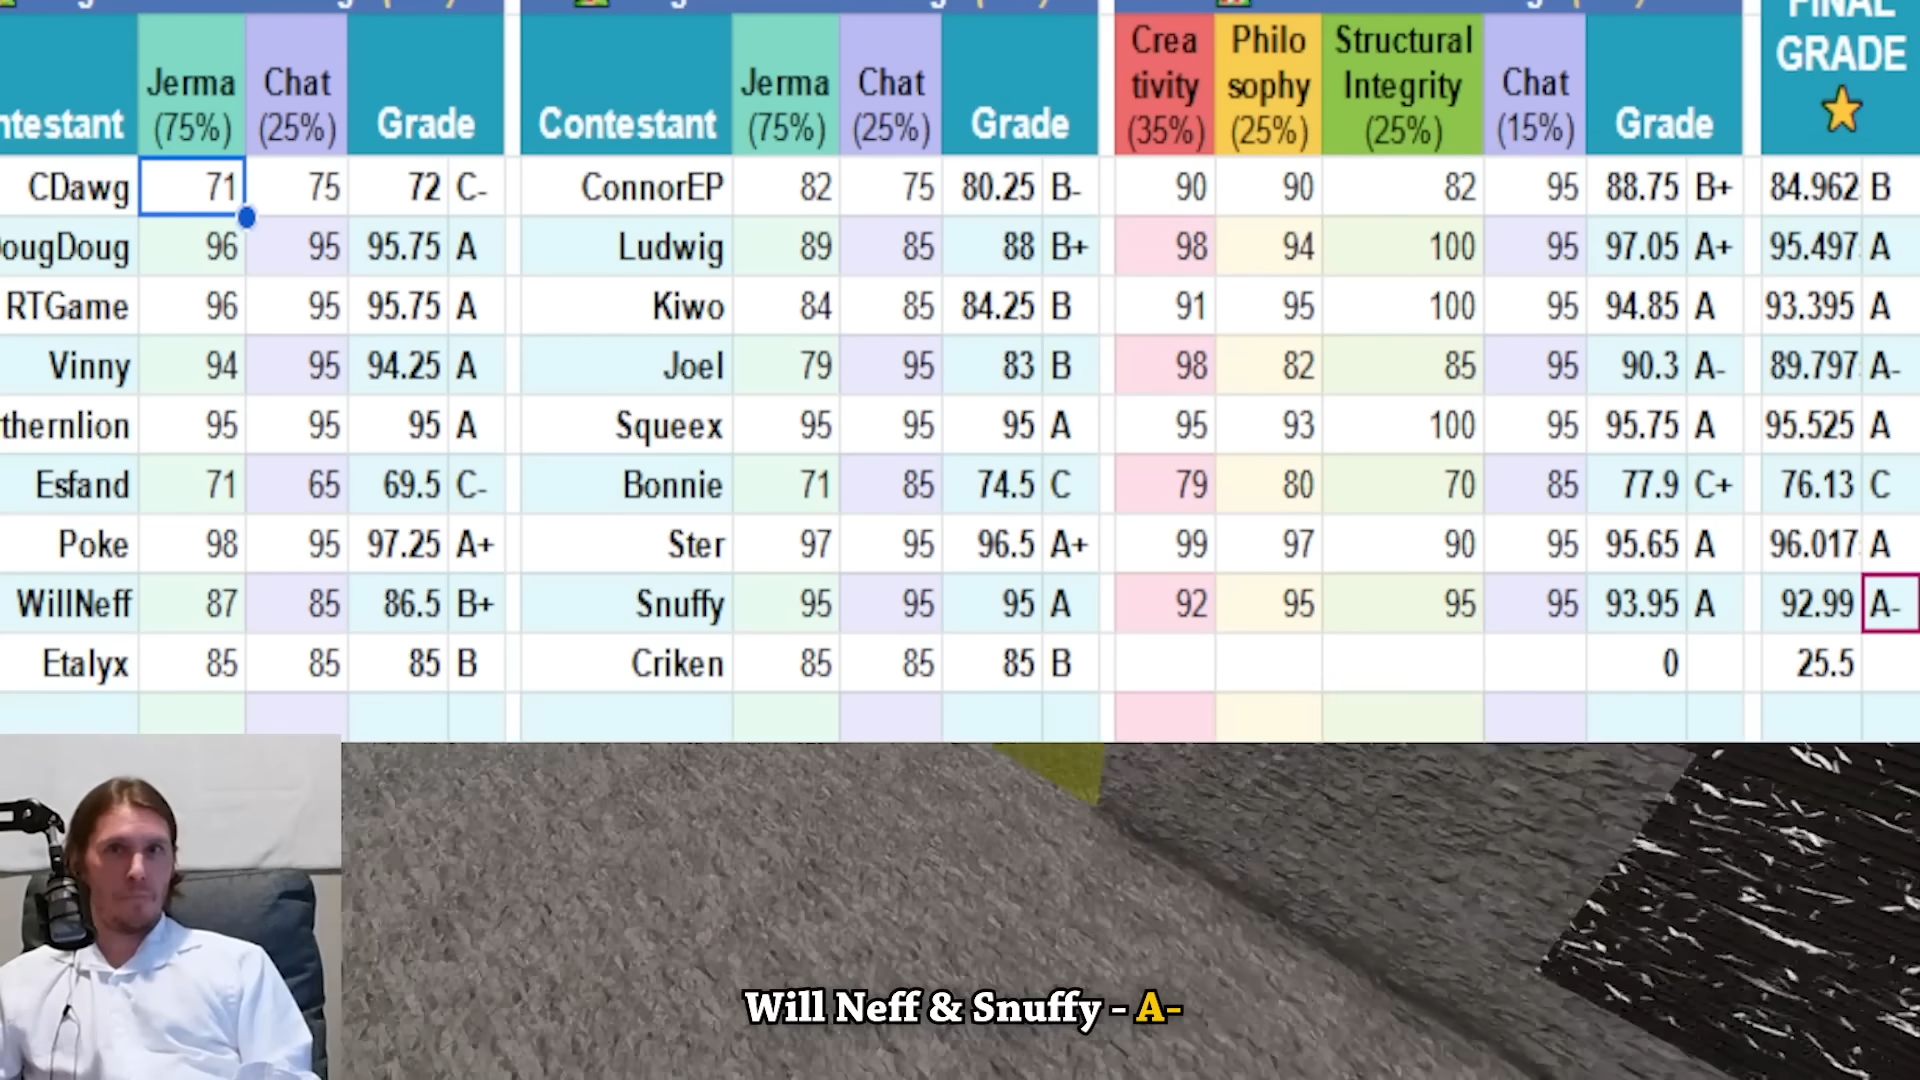 FINAL
GRADE
ntestant Jerma (75%) Chat (25%) Grade Contestant Jerma (75%) Chat (25%) Grade Crea tivity (35%) Philo sophy (25%) Structural Integrity (25%) Chat (15%) Grade
CDawg 71 75 72 C- ConnorEP 82 75 80.25 B- 90 90 82 95 88.75 B+ 84.962 B
DougDoug 96 95 95.75 A Ludwig 89 85 88 B+ 98 94 100 95 97.05 A+ 95.497 A
RTGame 96 95 95.75 A Kiwo 84 85 84.25 B 91 95 100 95 94.85 A 93.395 A
Vinny 94 95 94.25 A Joel 79 95 83 B 98 82 85 95 90.3 A- 89.797 A-
thernlion 95 95 95 A Squeex 95 95 95 A 95 93 100 95 95.75 A 95.525 A
Esfand 71 65 69.5 C- Bonnie 71 85 74.5 C 79 80 70 85 77.9 C+ 76.13 C
Poke 98 95 97.25 A+ Ster 97 95 96.5 A+ 99 97 90 95 95.65 A 96.017 A
WillNeff 87 85 86.5 B+ Snuffy 95 95 95 A 92 95 95 95 93.95 A 92.99 A-
Etalyx 85 85 85 B Criken 85 85 85 B 0 25.5
Will Neff & Snuffy - A-